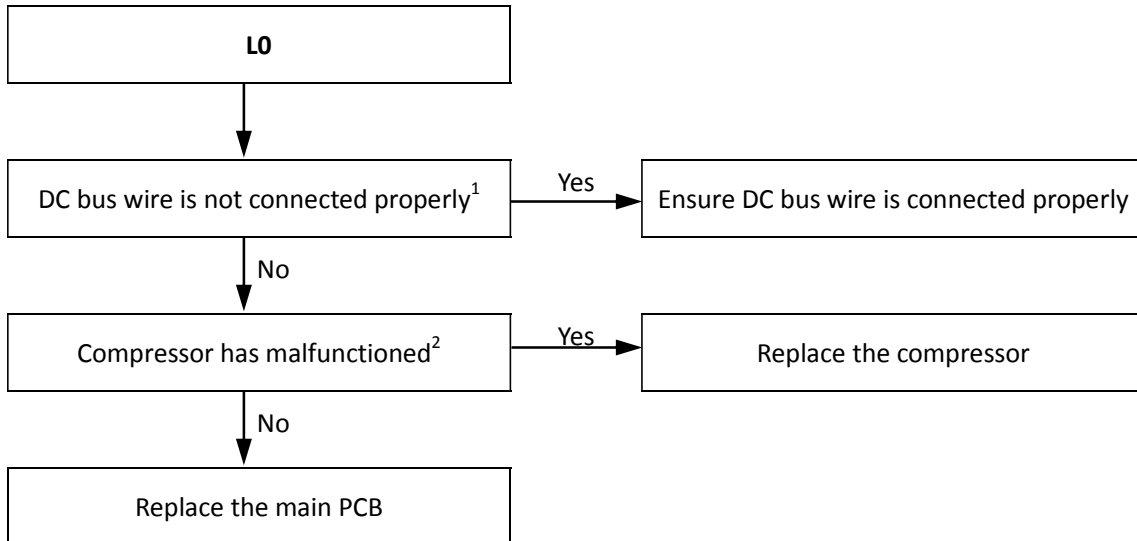 L0
DC bus wire is not connected properly1
Yes
Ensure DC bus wire is connected properly
No
Compressor has malfunctioned2
Yes
Replace the compressor
No
Replace the main PCB